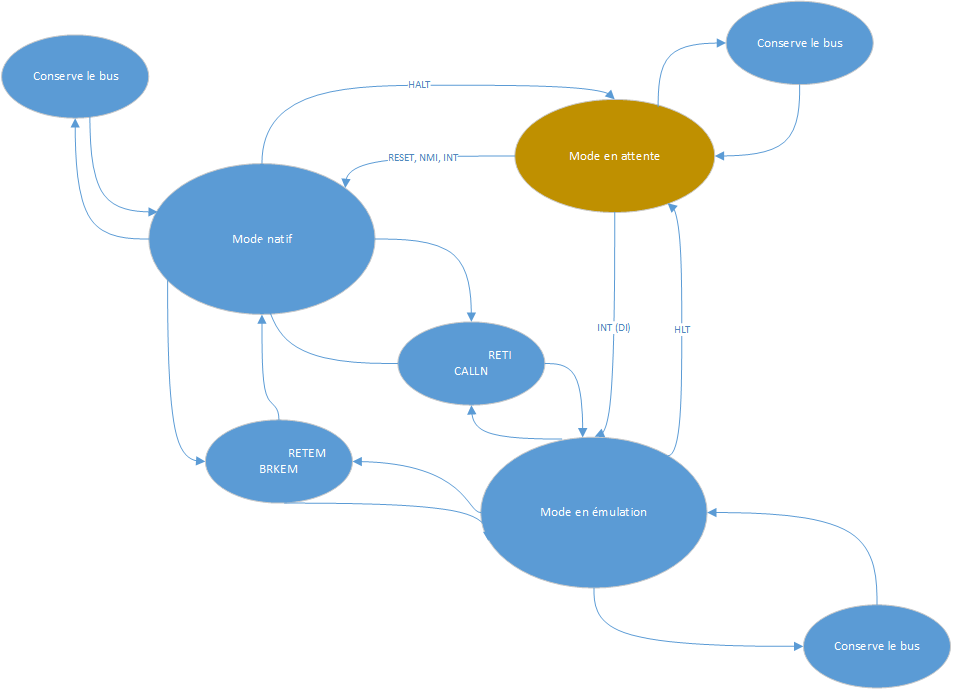 Conserve le bus
Conserve le bus
HALT
Mode en attente
RESET, NMI, INT
Mode natif
INT (DI)
HLT
RETI
CALLN
RETEM
BRKEM
Mode en émulation
Conserve le bus